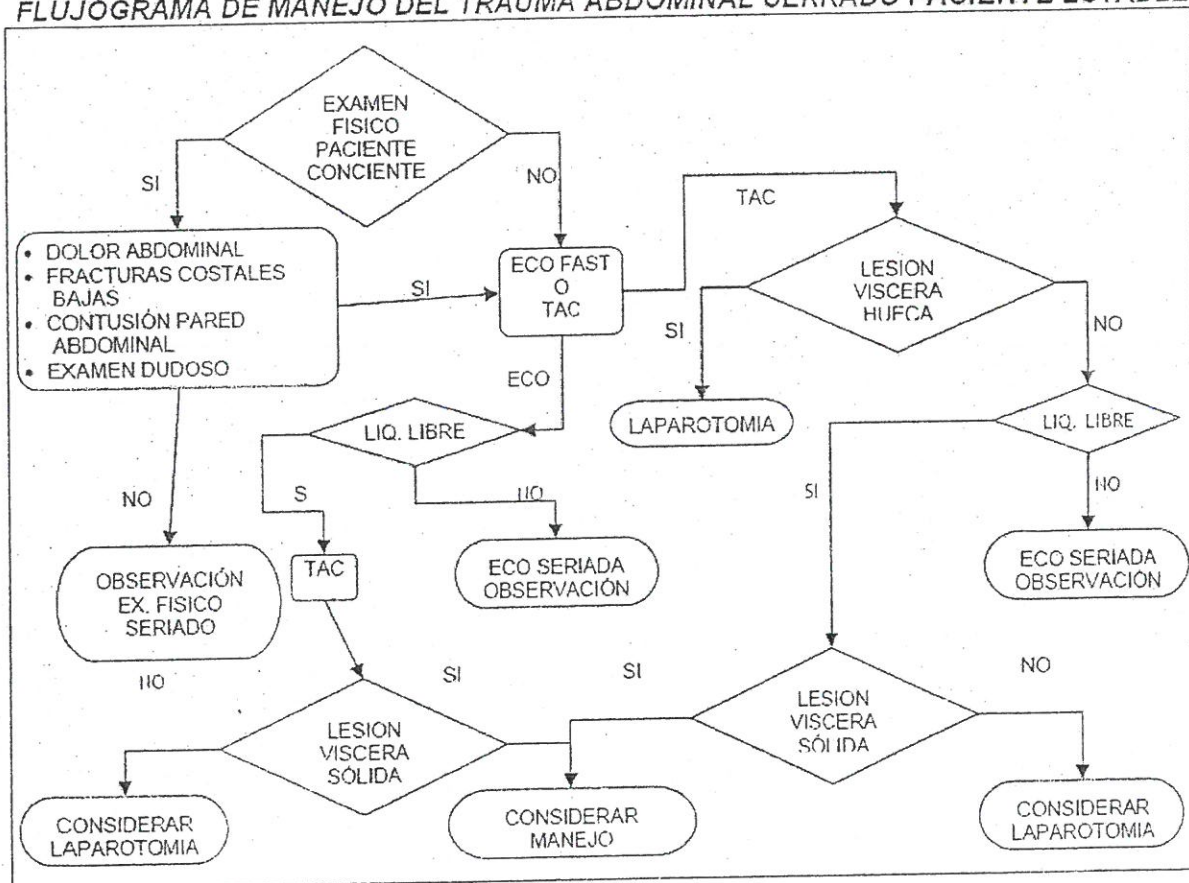 FLUJOGRAMA DE MANEJO DEL TRAUMA ABDOMINAL CERRADO PACIENTE ESTABLE
EXAMEN
FISICO
PACIENTE
CONCIENTE
SI
NO
• DOLOR ABDOMINAL
• FRACTURAS COSTALES
BAJAS
• CONTUSIÓN PARED
ABDOMINAL
• EXAMEN DUDOSO
SI
ECO FAST
O
TAC
TAC
LESION
VISCERA
HUECA
SI
NO
ECO
LIQ. LIBRE
LAPAROTOMIA
LIQ. LIBRE
NO
S
NO
SI
NO
OBSERVACIÓN
EX. FISICO
SERIADO
TAC
ECO SERIADA
OBSERVACIÓN
ECO SERIADA
OBSERVACIÓN
NO
SI
SI
NO
LESION
VISCERA
SÓLIDA
LESION
VISCERA
SÓLIDA
CONSIDERAR
LAPAROTOMIA
CONSIDERAR
MANEJO
CONSIDERAR
LAPAROTOMIA